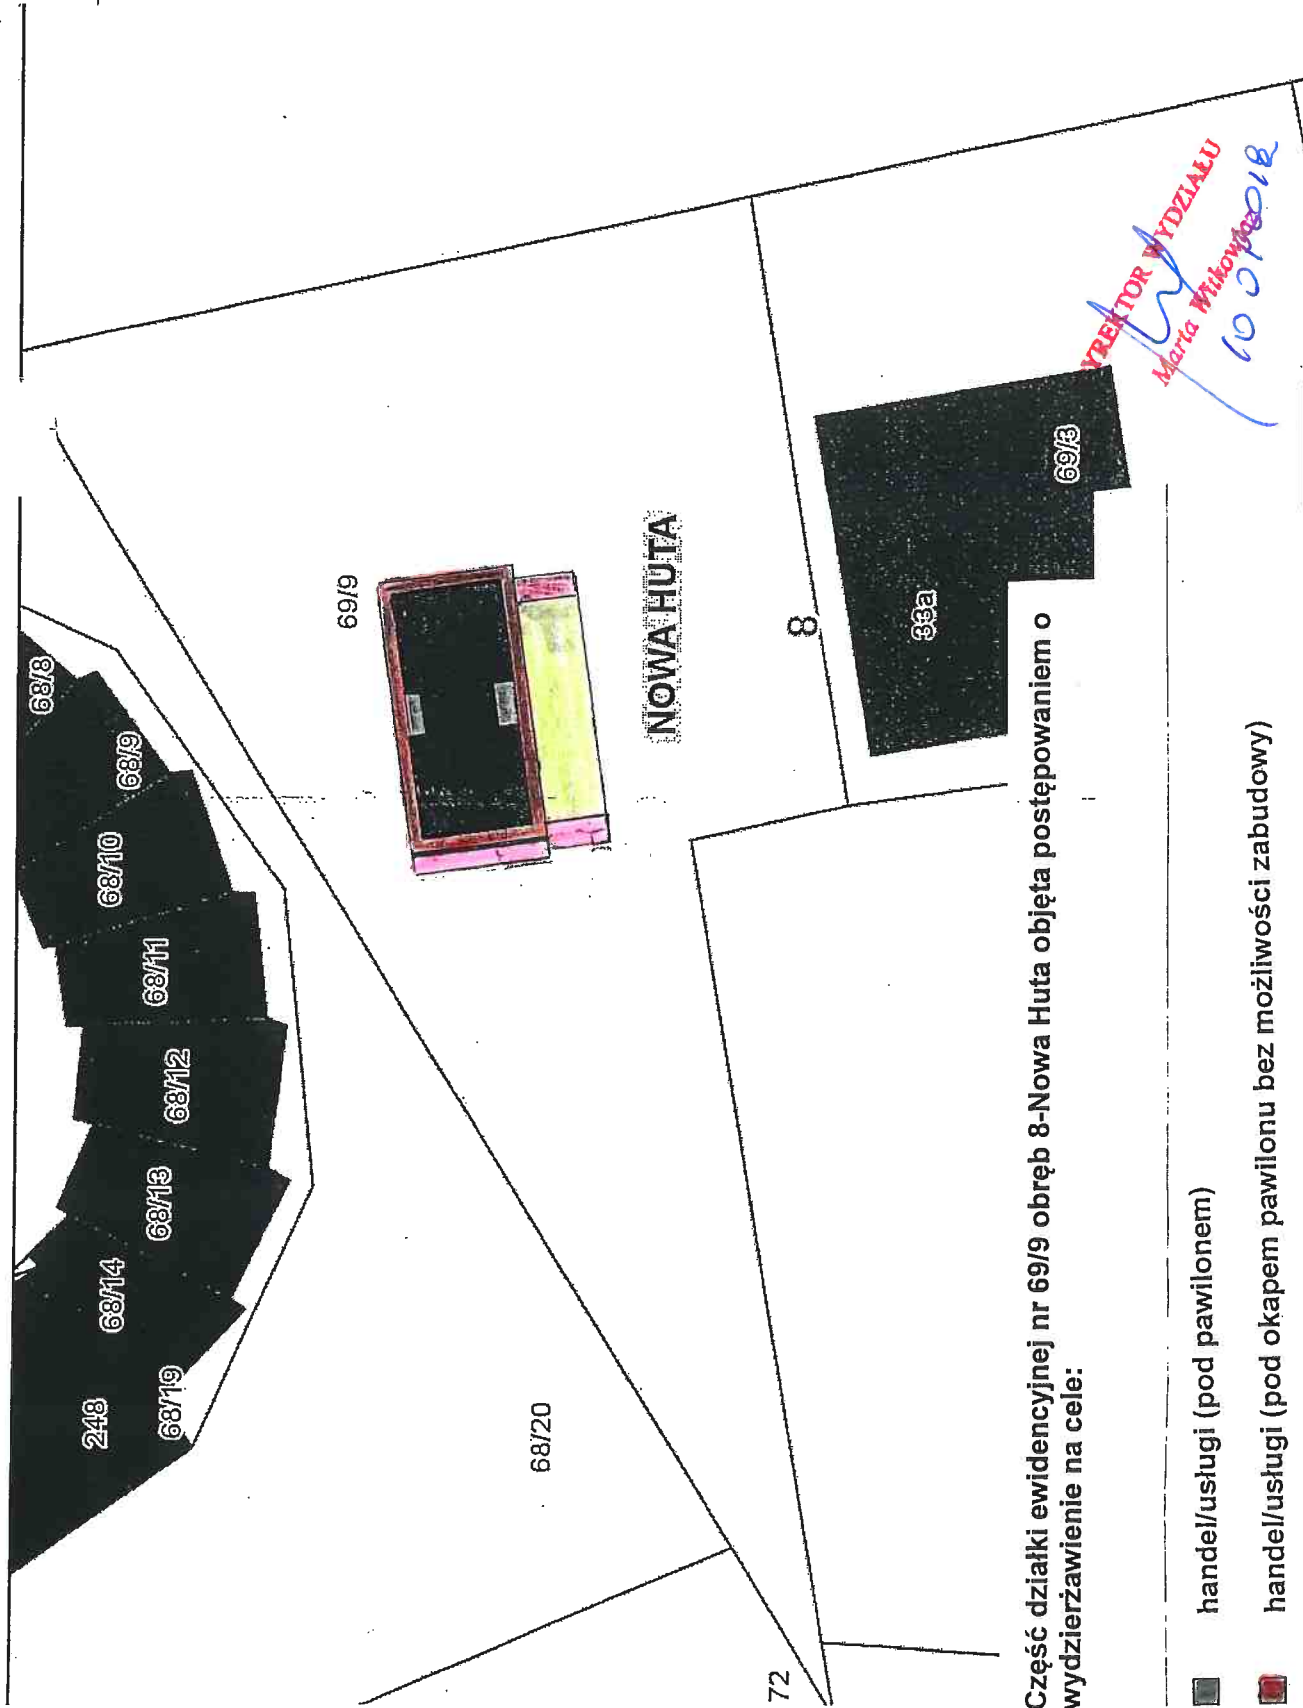 248
68/19
68/14
68/13
68/12
68/11
68/10
68/9
68/8
68/20
69/9
NOWA HUTA
72
8
33a
69/3
Część działki ewidencyjnej nr 69/9 obręb 8-Nowa Huta objęta postępowaniem o
wydzierżawienie na cele:
handel/usługi (pod pawilonem)
handel/usługi (pod okapem pawilonu bez możliwości zabudowy)
YREKTOR WYDZIAŁU
Marta Witkowicz